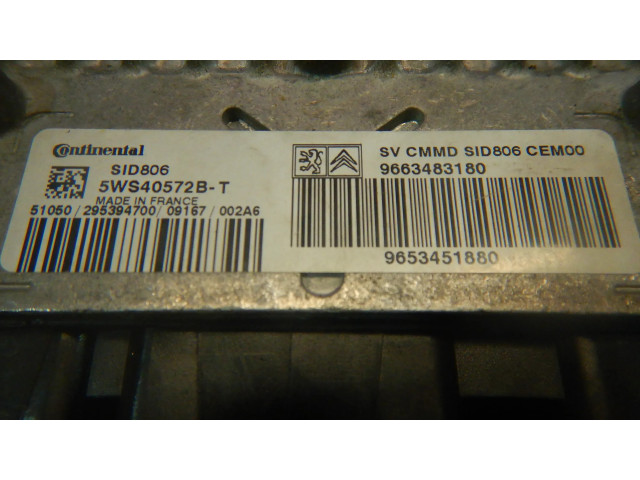 Continental
SID806
5WS40572B-T
MADE IN FRANCE
51050 / 295394700 / 09167 / 002A6
SV CMMD SID806 CEM00
9663483180
9653451880